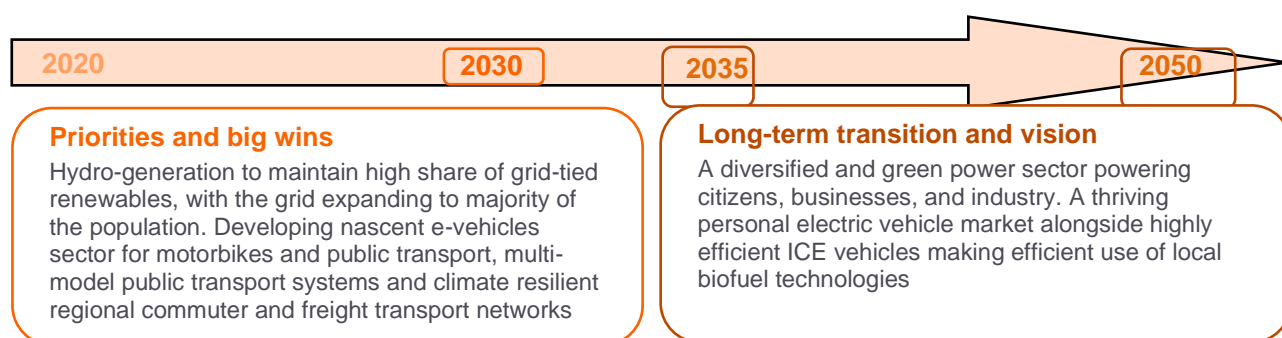 2020
2030
2035
2050
Priorities and big wins
Hydro-generation to maintain high share of grid-tied
renewables, with the grid expanding to majority of
the population. Developing nascent e-vehicles
sector for motorbikes and public transport, multi-
model public transport systems and climate resilient
regional commuter and freight transport networks
Long-term transition and vision
A diversified and green power sector powering
citizens, businesses, and industry. A thriving
personal electric vehicle market alongside highly
efficient ICE vehicles making efficient use of local
biofuel technologies